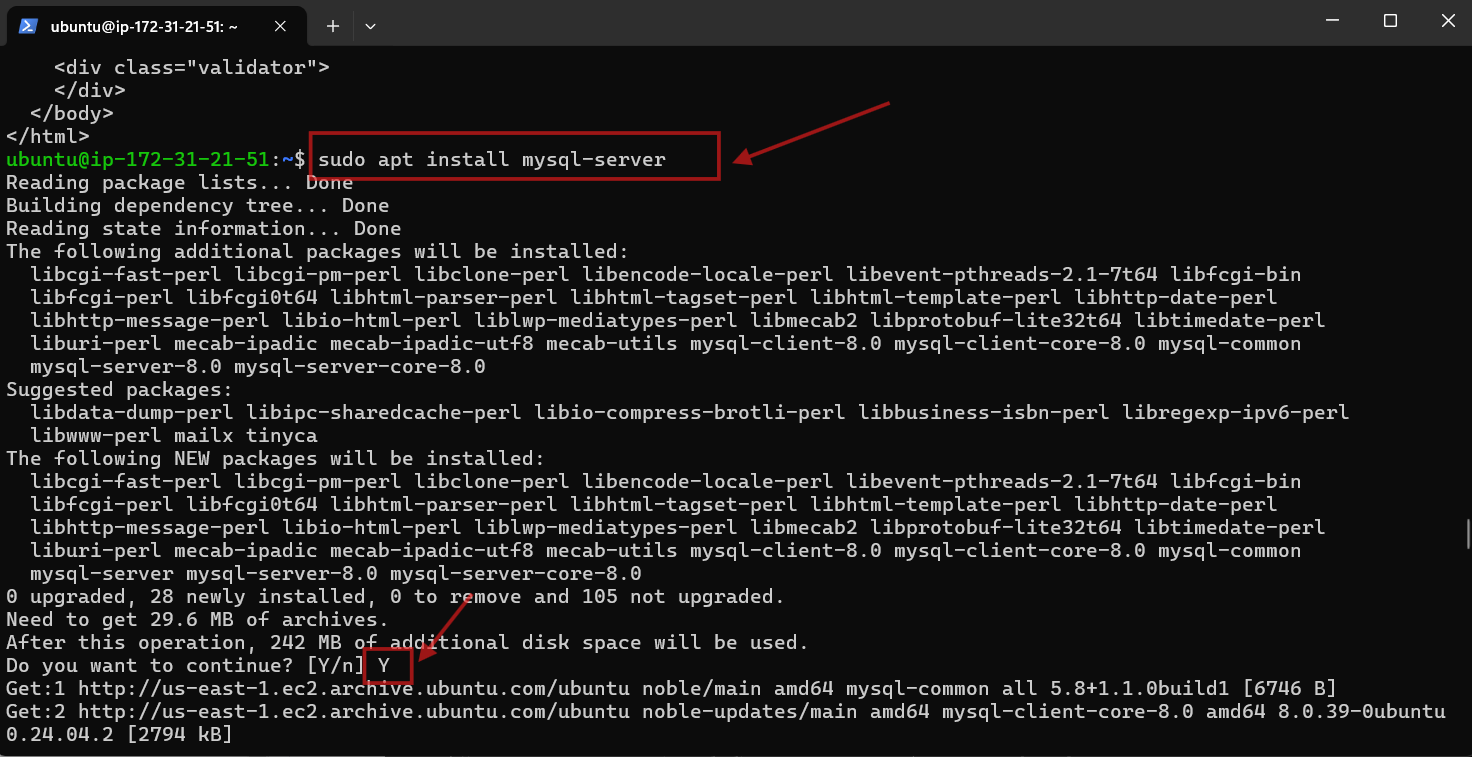 ubuntu@ip-172-31-21-51: ~
<div class="validator">
</div>
</body>
</html>
ubuntu@ip-172-31-21-51:~$ sudo apt install mysql-server
Reading package lists... Done
Building dependency tree... Done
Reading state information... Done
The following additional packages will be installed:
libcgi-fast-perl libcgi-pm-perl libclone-perl libencode-locale-perl libevent-pthreads-2.1-7t64 libfcgi-bin
libfcgi-perl libfcgi0t64 libhtml-parser-perl libhtml-tagset-perl libhtml-template-perl libhttp-date-perl
libhttp-message-perl libio-html-perl liblwp-mediatypes-perl libmecab2 libprotobuf-lite32t64 libtimedate-perl
liburi-perl mecab-ipadic mecab-ipadic-utf8 mecab-utils mysql-client-8.0 mysql-client-core-8.0 mysql-common
mysql-server-8.0 mysql-server-core-8.0
Suggested packages:
libdata-dump-perl libipc-sharedcache-perl libio-compress-brotli-perl libbusiness-isbn-perl libregexp-ipv6-perl
libwww-perl mailx tinyca
The following NEW packages will be installed:
libcgi-fast-perl libcgi-pm-perl libclone-perl libencode-locale-perl libevent-pthreads-2.1-7t64 libfcgi-bin
libfcgi-perl libfcgi0t64 libhtml-parser-perl libhtml-tagset-perl libhtml-template-perl libhttp-date-perl
libhttp-message-perl libio-html-perl liblwp-mediatypes-perl libmecab2 libprotobuf-lite32t64 libtimedate-perl
liburi-perl mecab-ipadic mecab-ipadic-utf8 mecab-utils mysql-client-8.0 mysql-client-core-8.0 mysql-common
mysql-server mysql-server-8.0 mysql-server-core-8.0
0 upgraded, 28 newly installed, 0 to remove and 105 not upgraded.
Need to get 29.6 MB of archives.
After this operation, 242 MB of additional disk space will be used.
Do you want to continue? [Y/n] Y
Get:1 http://us-east-1.ec2.archive.ubuntu.com/ubuntu noble/main amd64 mysql-common all 5.8+1.1.0build1 [6746 B]
Get:2 http://us-east-1.ec2.archive.ubuntu.com/ubuntu noble-updates/main amd64 mysql-client-core-8.0 amd64 8.0.39-0ubuntu
0.24.04.2 [2794 kB]